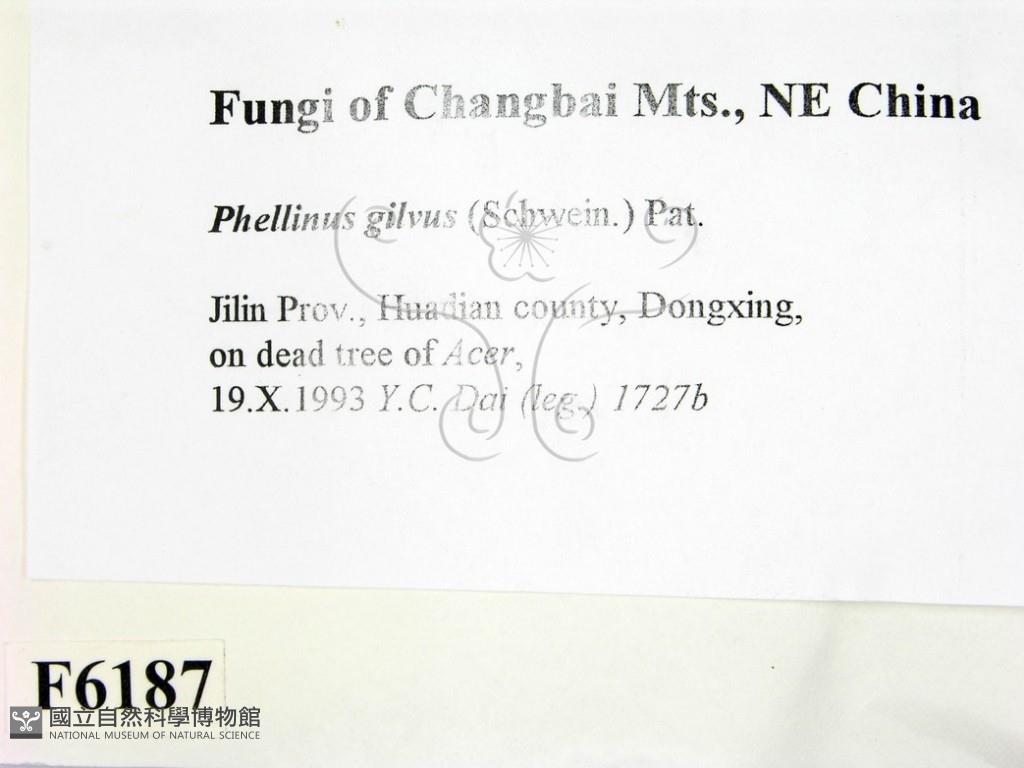 Fungi of Changbai Mts., NE China
Phellinus gilvus (Schwein.) Pat.
Jilin Prov., Huadian county, Dongxing,
on dead tree of Acer,
19.X.1993 Y.C. Dai (leg.) 1727b
F6187
國立自然科學博物館
NATIONAL MUSEUM OF NATURAL SCIENCE